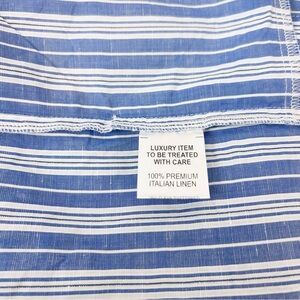 LUXURY ITEM
TO BE TREATED
WITH CARE
100% PREMIUM
ITALIAN LINEN